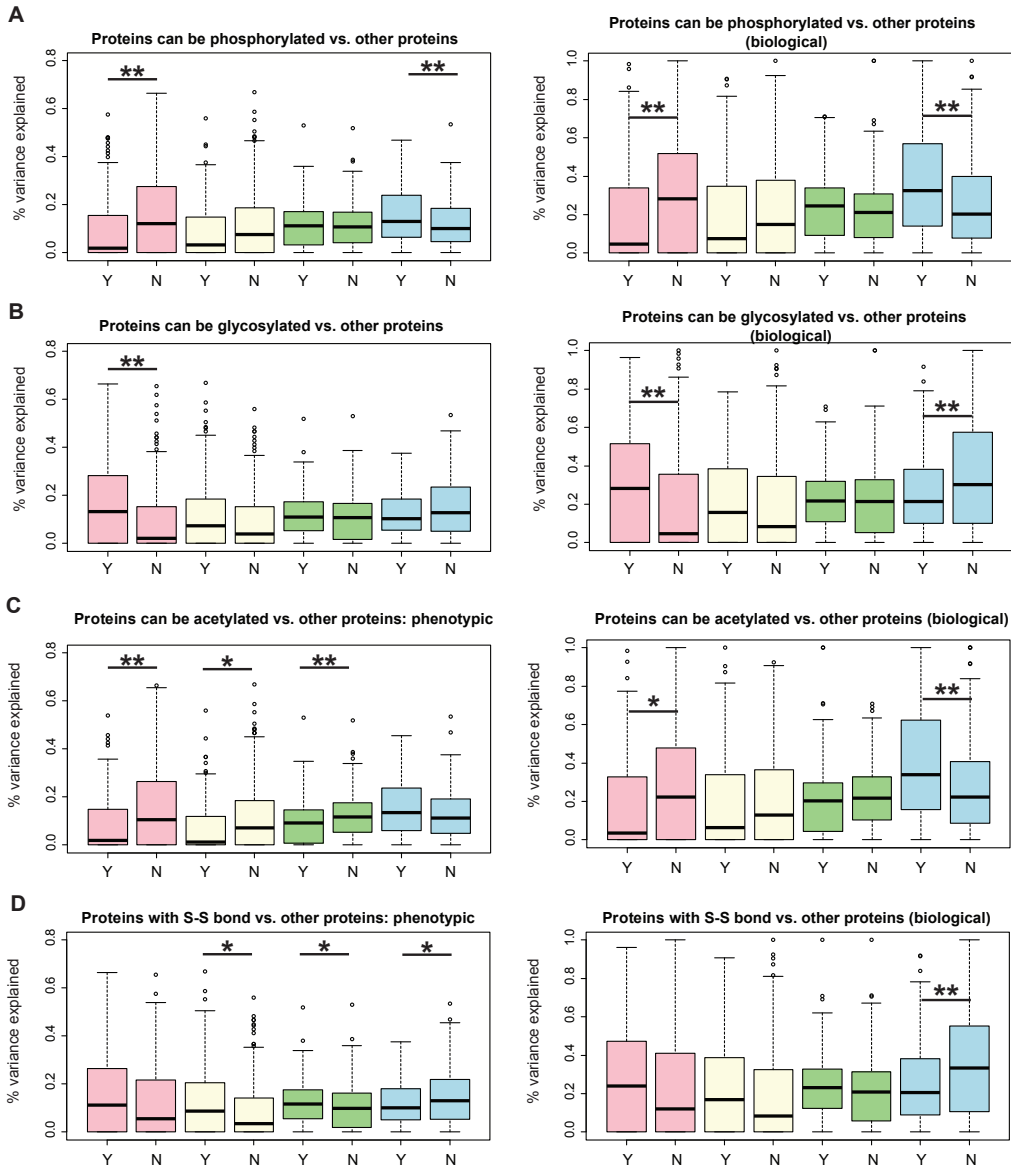 A
Proteins can be phosphorylated vs. other proteins
% variance explained
0.8
0.6
0.4
0.2
0.0
**
**
Y N Y N Y N Y N
Proteins can be phosphorylated vs. other proteins
(biological)
% variance explained
1.0
0.8
0.6
0.4
0.2
0.0
**
**
Y N Y N Y N Y N
B
Proteins can be glycosylated vs. other proteins
% variance explained
0.8
0.6
0.4
0.2
0.0
**
Y N Y N Y N Y N
Proteins can be glycosylated vs. other proteins
(biological)
% variance explained
1.0
0.8
0.6
0.4
0.2
0.0
**
**
Y N Y N Y N Y N
C
Proteins can be acetylated vs. other proteins: phenotypic
% variance explained
0.8
0.6
0.4
0.2
0.0
**
*
**
Y N Y N Y N Y N
Proteins can be acetylated vs. other proteins (biological)
% variance explained
1.0
0.8
0.6
0.4
0.2
0.0
*
**
Y N Y N Y N Y N
D
Proteins with S-S bond vs. other proteins: phenotypic
% variance explained
0.8
0.6
0.4
0.2
0.0
*
*
*
Y N Y N Y N Y N
Proteins with S-S bond vs. other proteins (biological)
% variance explained
1.0
0.8
0.6
0.4
0.2
0.0
**
Y N Y N Y N Y N